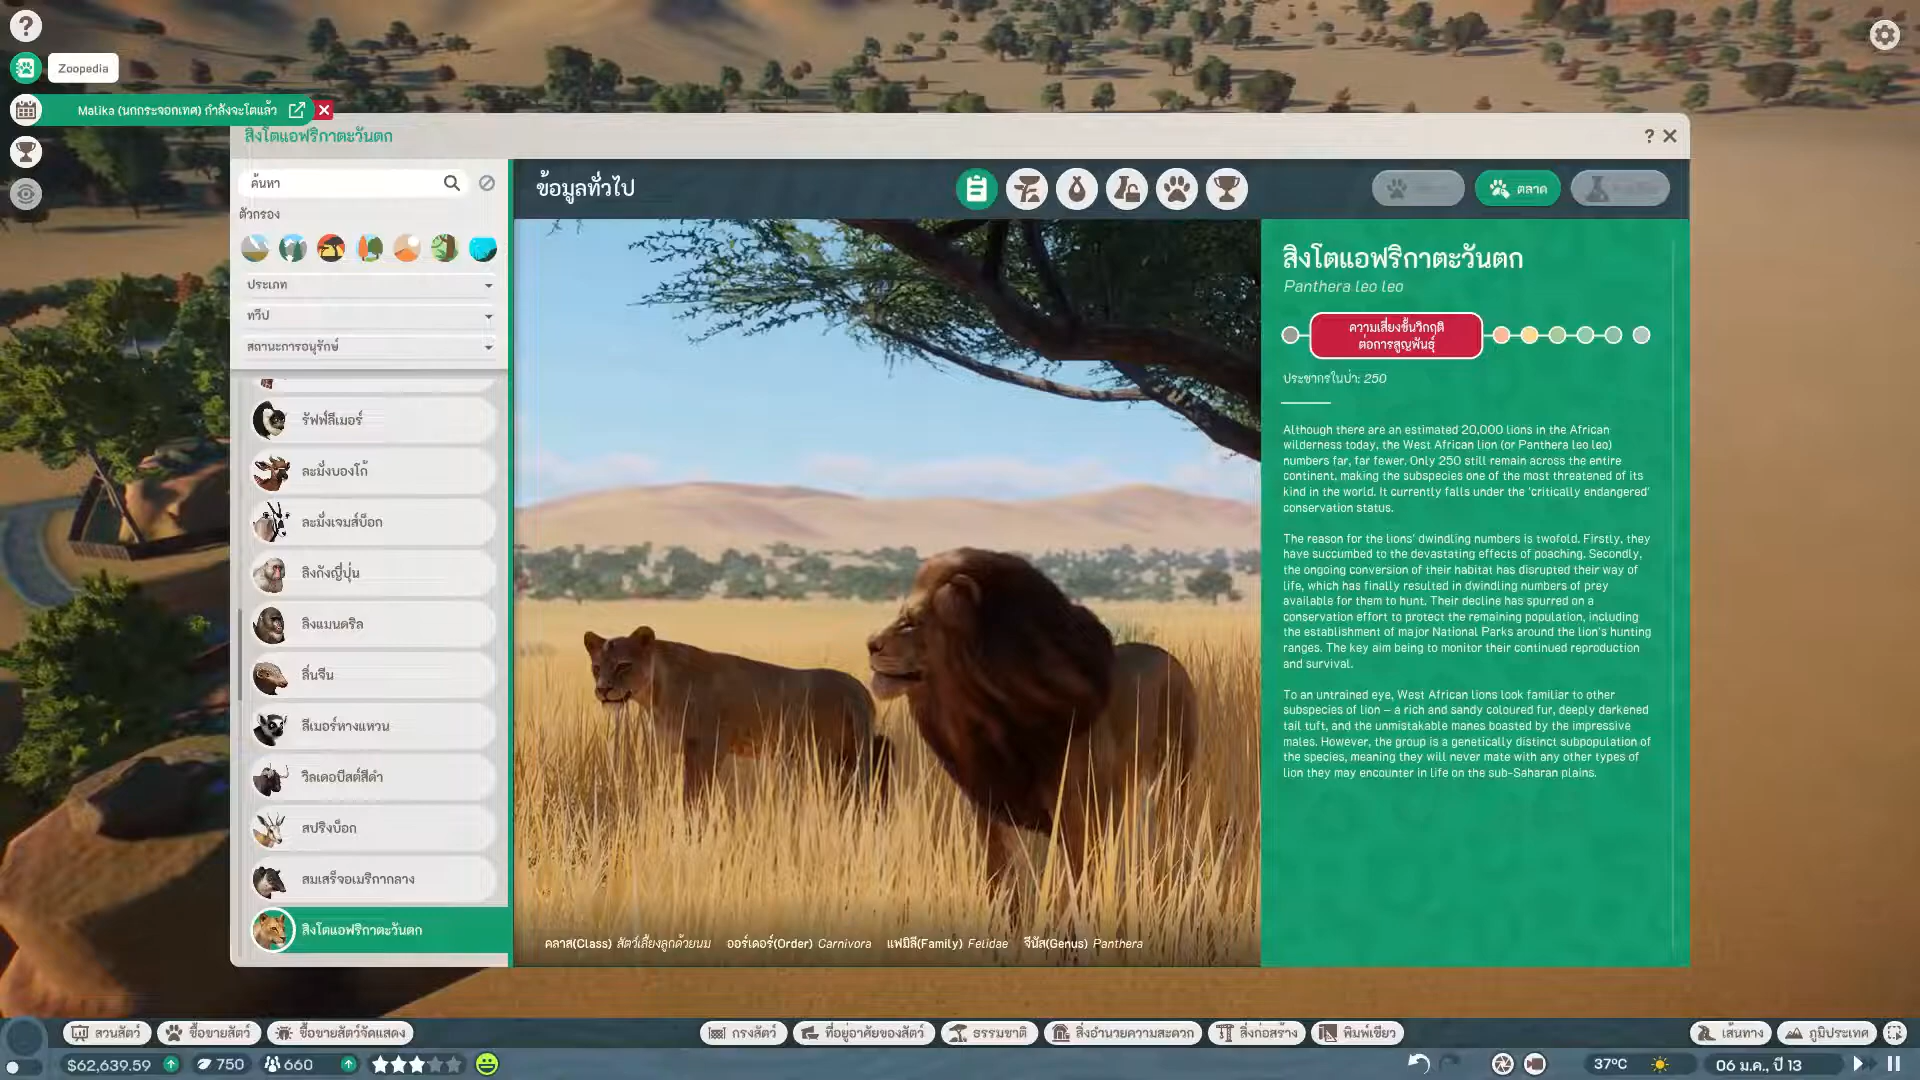 Zoopedia
Malika (นกกระจอกเทศ) กำลังจะโตแล้ว
สิงโตแอฟริกาตะวันตก
ค้นหา
ตัวกรอง
ประเภท
ทวีป
สถานะการอนุรักษ์
รัฟฟ์ลีเมอร์
ละมั่งบองโก้
ละมั่งเจมส์บ็อก
ลิงกังญี่ปุ่น
ลิงแมนดริล
ลิ่นจีน
ลีเมอร์หางแหวน
วิลเดอบีสต์สีดำ
สปริงบ็อก
สมเสร็จอเมริกากลาง
สิงโตแอฟริกาตะวันตก
ข้อมูลทั่วไป
ตลาด
คลาส(Class) สัตว์เลี้ยงลูกด้วยนม ออร์เดอร์(Order) Carnivora แฟมิลี(Family) Felidae จีนัส(Genus) Panthera
สิงโตแอฟริกาตะวันตก
Panthera leo leo
ความเสี่ยงขั้นวิกฤติ
ต่อการสูญพันธุ์
ประชากรในป่า: 250
Although there are an estimated 20,000 lions in the African
wilderness today, the West African lion (or Panthera leo leo)
numbers far, far fewer. Only 250 still remain across the entire
continent, making the subspecies one of the most threatened of its
kind in the world. It currently falls under the 'critically endangered'
conservation status.
The reason for the lions' dwindling numbers is twofold. Firstly, they
have succumbed to the devastating effects of poaching. Secondly,
the ongoing conversion of their habitat has disrupted their way of
life, which has finally resulted in dwindling numbers of prey
available for them to hunt. Their decline has spurred on a
conservation effort to protect the remaining population, including
the establishment of major National Parks around the lion's hunting
ranges. The key aim being to monitor their continued reproduction
and survival.
To an untrained eye, West African lions look familiar to other
subspecies of lion – a rich and sandy coloured fur, deeply darkened
tail tuft, and the unmistakable manes boasted by the impressive
males. However, the group is a genetically distinct subpopulation of
the species, meaning they will never mate with any other types of
lion they may encounter in life on the sub-Saharan plains.
สวนสัตว์ ซื้อขายสัตว์ ซื้อขายสัตว์จัดแสดง กรงสัตว์ ที่อยู่อาศัยของสัตว์ ธรรมชาติ สิ่งอำนวยความสะดวก สิ่งก่อสร้าง พิมพ์เขียว เส้นทาง ภูมิประเทศ
$62,639.59 750 660 37°C 06 ม.ค., ปี 13